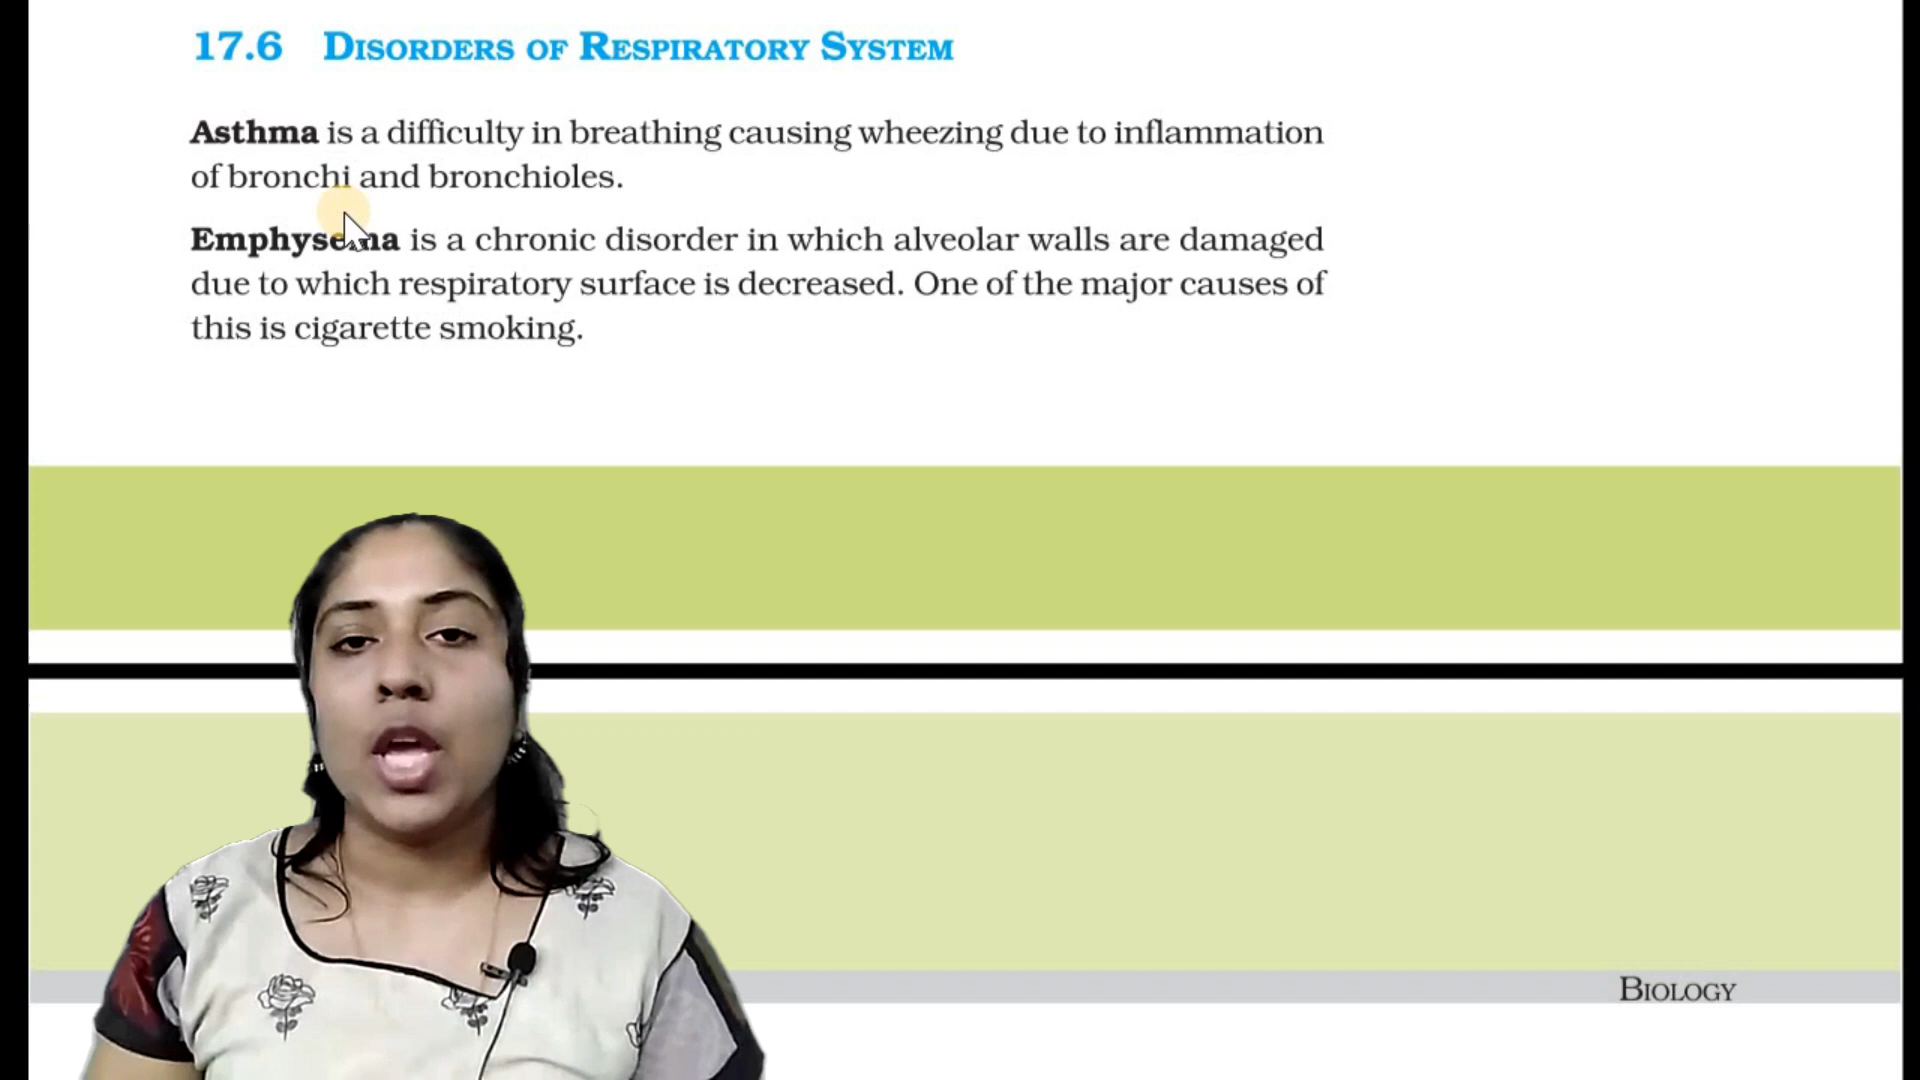 17.6 Disorders of Respiratory System
Asthma is a difficulty in breathing causing wheezing due to inflammation
of bronchi and bronchioles.
Emphysema is a chronic disorder in which alveolar walls are damaged
due to which respiratory surface is decreased. One of the major causes of
this is cigarette smoking.
Biology